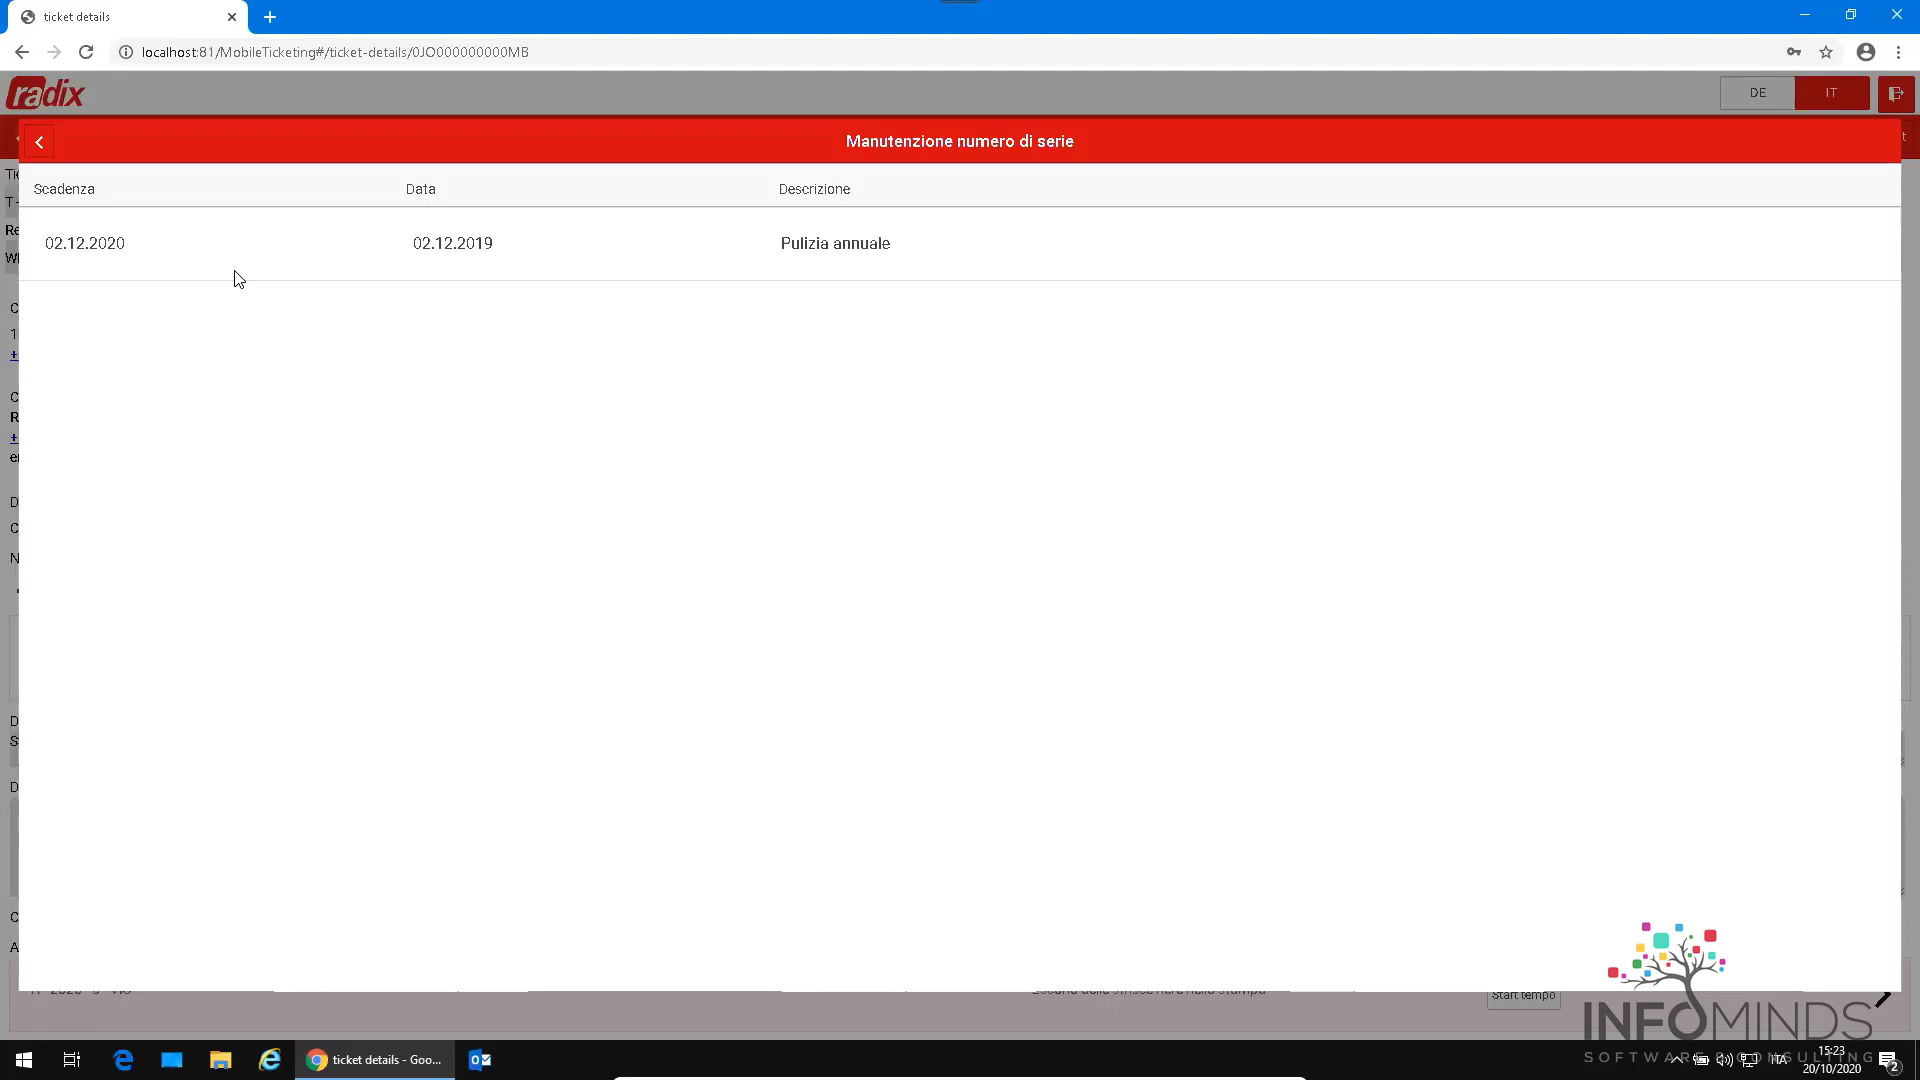 ticket details
localhost:81/MobileTicketing#/ticket-details/0JO000000000MB
radix
DE
IT
Manutenzione numero di serie
Scadenza
Data
Descrizione
02.12.2020
02.12.2019
Pulizia annuale
Start tempo
INFOMINDS
SOFTWARE & CONSULTING
ticket details - Goo...
ITA
15:23
20/10/2020
2